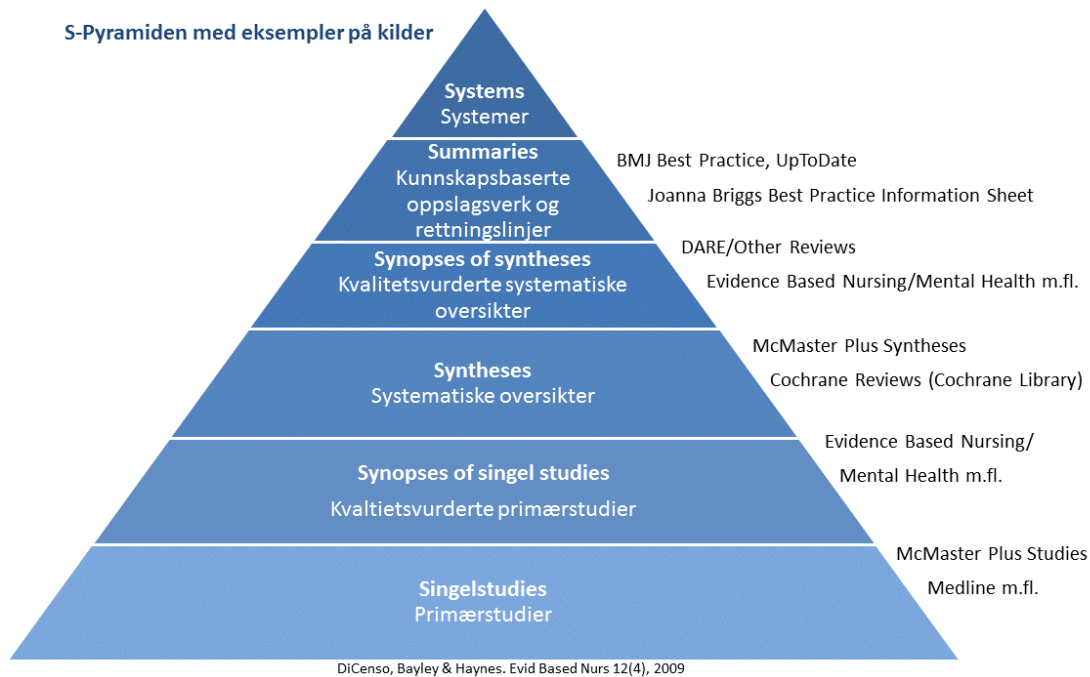 S-Pyramiden med eksempler på kilder
Systems
Systemer
Summaries
Kunnskapsbaserte
oppslagsverk og
rettningslinjer
BMJ Best Practice, UpToDate
Joanna Briggs Best Practice Information Sheet
Synopses of syntheses
Kvalitetsvurderte systematiske
oversikter
DARE/Other Reviews
Evidence Based Nursing/Mental Health m.fl.
Syntheses
Systematiske oversikter
McMaster Plus Syntheses
Cochrane Reviews (Cochrane Library)
Synopses of singel studies
Kvaltietsvurderte primærstudier
Evidence Based Nursing/
Mental Health m.fl.
Singelstudies
Primærstudier
McMaster Plus Studies
Medline m.fl.
DiCenso, Bayley & Haynes. Evid Based Nurs 12(4), 2009